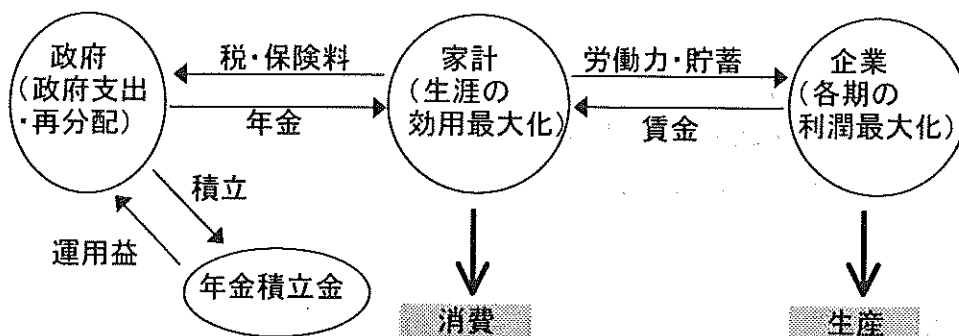 政府
(政府支出
・再分配)
税・保険料
年金
家計
(生涯の
効用最大化)
労働力・貯蓄
賃金
企業
(各期の
利潤最大化)
積立
運用益
年金積立金
消費
生産